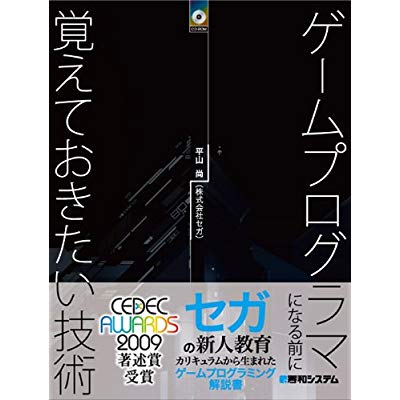 ゲームプログラマになる前に
覚えておきたい技術
CD-ROM
平山 尚(株式会社セガ)
CEDEC
AWARDS
2009
著述賞
受賞
セガ
の新人教育
カリキュラムから生まれた
ゲームプログラミング
解説書
秀和システム